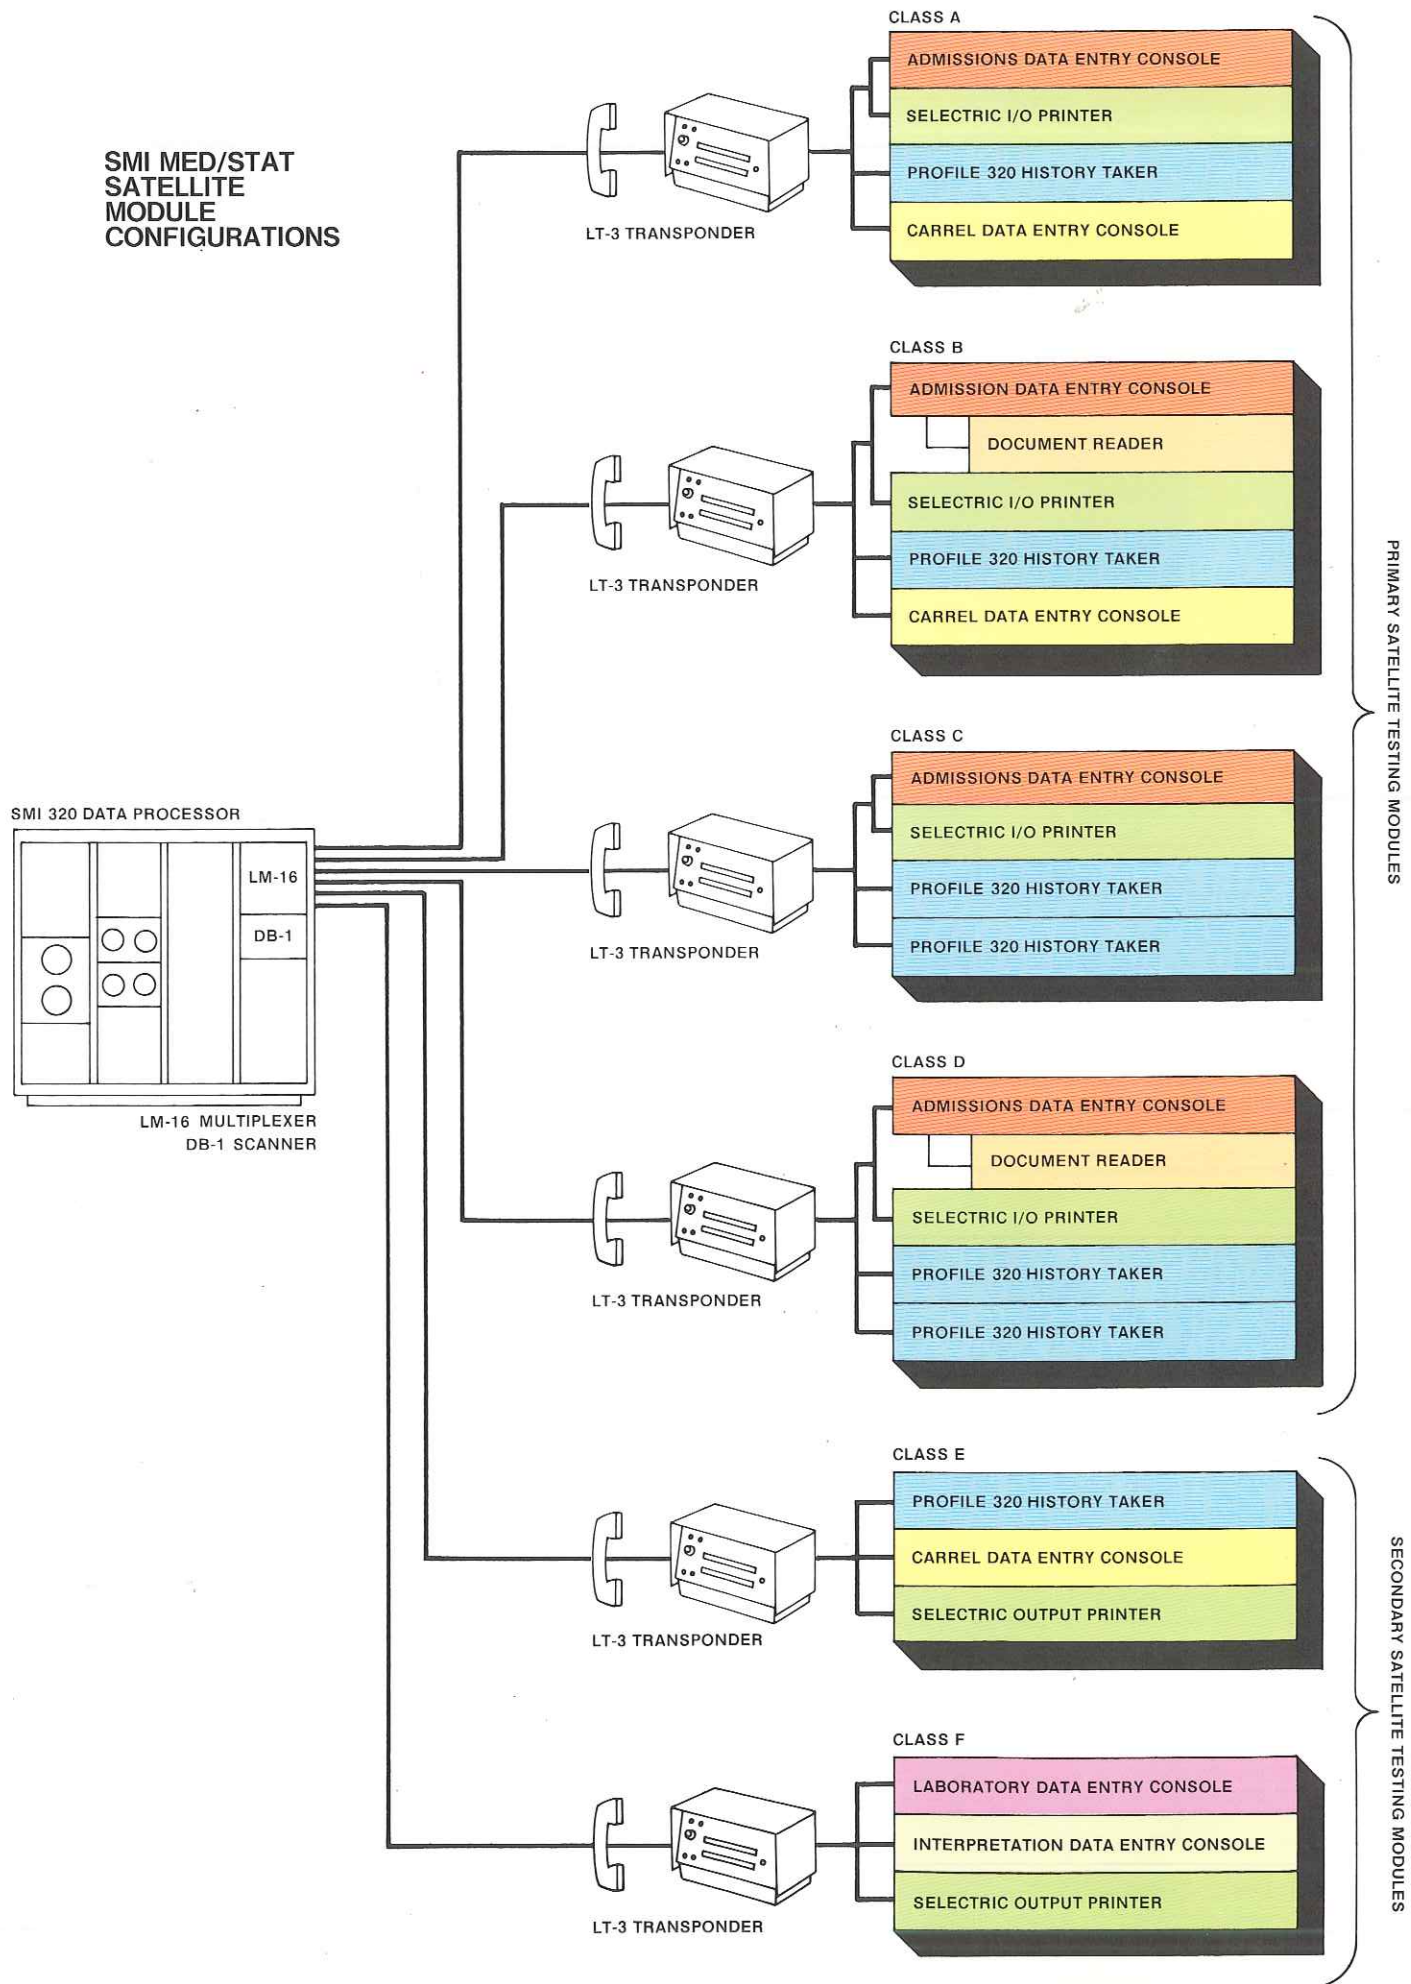 SMI MED/STAT
SATELLITE
MODULE
CONFIGURATIONS
CLASS A
ADMISSIONS DATA ENTRY CONSOLE
SELECTRIC I/O PRINTER
PROFILE 320 HISTORY TAKER
CARREL DATA ENTRY CONSOLE
LT-3 TRANSPONDER
CLASS B
ADMISSION DATA ENTRY CONSOLE
DOCUMENT READER
SELECTRIC I/O PRINTER
PROFILE 320 HISTORY TAKER
CARREL DATA ENTRY CONSOLE
LT-3 TRANSPONDER
CLASS C
ADMISSIONS DATA ENTRY CONSOLE
SELECTRIC I/O PRINTER
PROFILE 320 HISTORY TAKER
PROFILE 320 HISTORY TAKER
LT-3 TRANSPONDER
SMI 320 DATA PROCESSOR
LM-16
DB-1
LM-16 MULTIPLEXER
DB-1 SCANNER
CLASS D
ADMISSIONS DATA ENTRY CONSOLE
DOCUMENT READER
SELECTRIC I/O PRINTER
PROFILE 320 HISTORY TAKER
PROFILE 320 HISTORY TAKER
LT-3 TRANSPONDER
PRIMARY SATELLITE TESTING MODULES
CLASS E
PROFILE 320 HISTORY TAKER
CARREL DATA ENTRY CONSOLE
SELECTRIC OUTPUT PRINTER
LT-3 TRANSPONDER
CLASS F
LABORATORY DATA ENTRY CONSOLE
INTERPRETATION DATA ENTRY CONSOLE
SELECTRIC OUTPUT PRINTER
LT-3 TRANSPONDER
SECONDARY SATELLITE TESTING MODULES